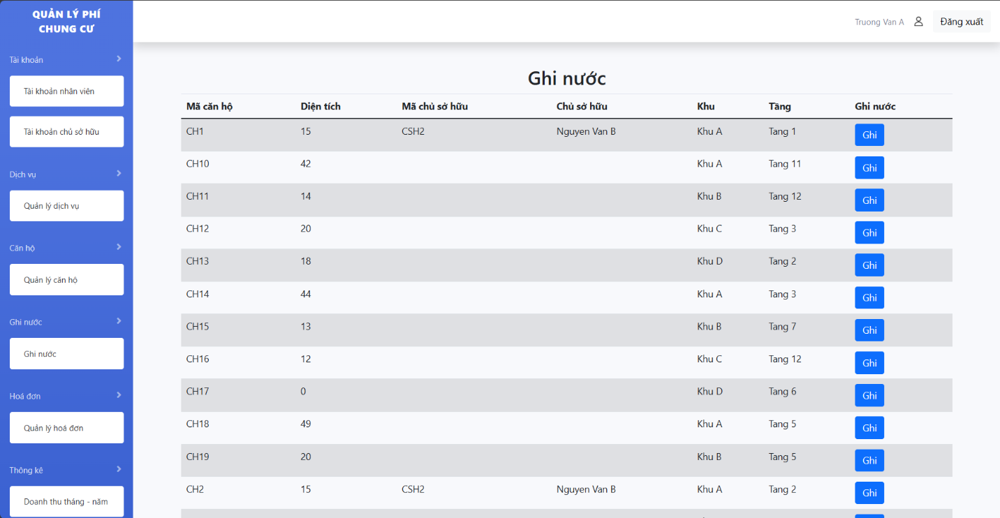 QUẢN LÝ PHÍ
CHUNG CƯ
Truong Van A
Đăng xuất
Tài khoản
Tài khoản nhân viên
Tài khoản chủ sở hữu
Dịch vụ
Quản lý dịch vụ
Căn hộ
Quản lý căn hộ
Ghi nước
Ghi nước
Hoá đơn
Quản lý hoá đơn
Thông kê
Doanh thu tháng - năm
Ghi nước
Mã căn hộ Diện tích Mã chủ sở hữu Chủ sở hữu Khu Tầng Ghi nước
CH1 15 CSH2 Nguyen Van B Khu A Tang 1 Ghi
CH10 42 Khu A Tang 11 Ghi
CH11 14 Khu B Tang 12 Ghi
CH12 20 Khu C Tang 3 Ghi
CH13 18 Khu D Tang 2 Ghi
CH14 44 Khu A Tang 3 Ghi
CH15 13 Khu B Tang 7 Ghi
CH16 12 Khu C Tang 12 Ghi
CH17 0 Khu D Tang 6 Ghi
CH18 49 Khu A Tang 5 Ghi
CH19 20 Khu B Tang 5 Ghi
CH2 15 CSH2 Nguyen Van B Khu A Tang 2 Ghi